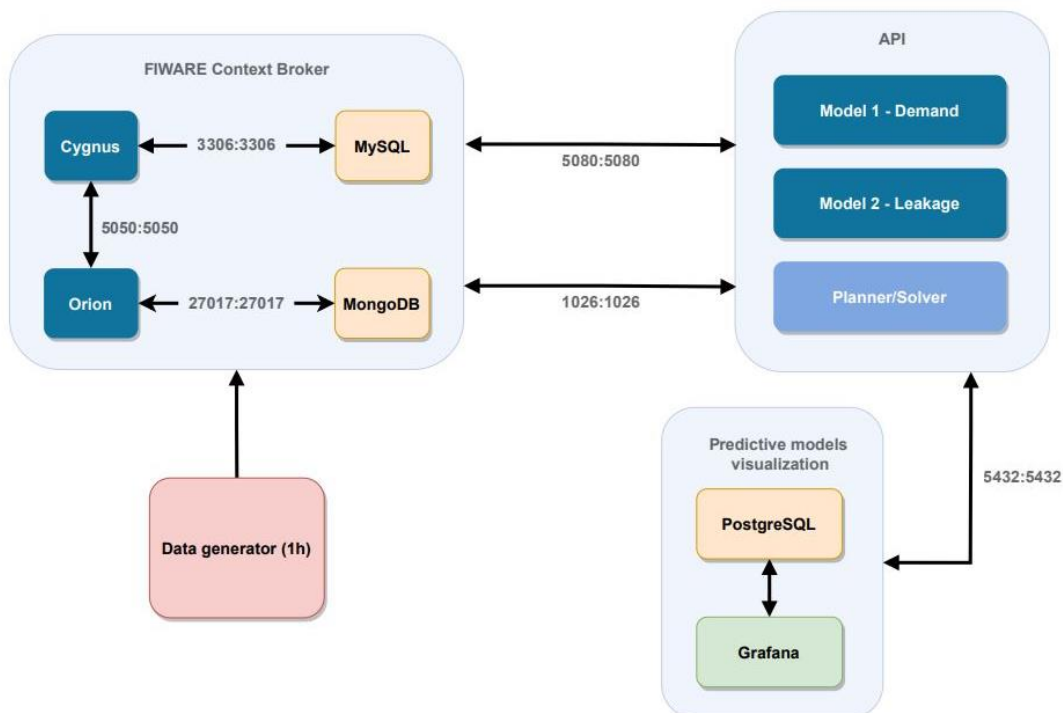 FIWARE Context Broker
Cygnus
3306:3306
MySQL
5050:5050
Orion
27017:27017
MongoDB
5080:5080
1026:1026
API
Model 1 - Demand
Model 2 - Leakage
Planner/Solver
Data generator (1h)
Predictive models
visualization
PostgreSQL
Grafana
5432:5432